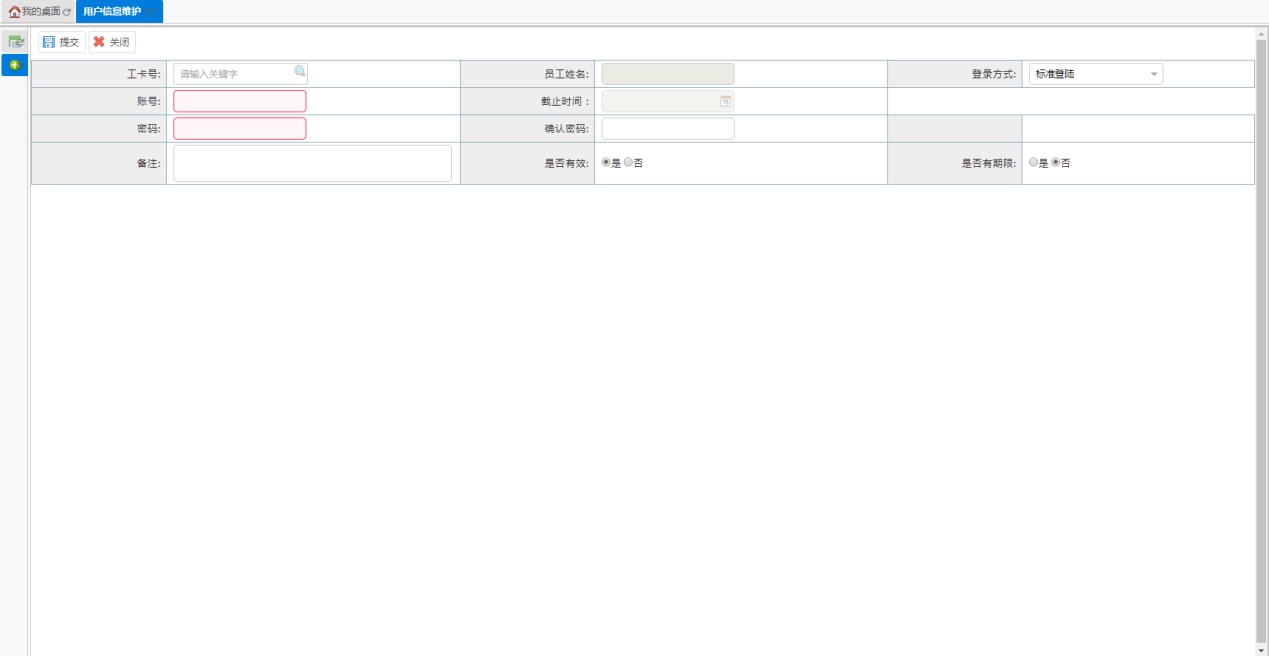 我的桌面 用户信息维护
提交 关闭
工卡号: 请输入关键字 员工姓名: 登录方式: 标准登陆
账号: 截止时间：
密码: 确认密码:
备注: 是否有效: 是 否 是否有期限: 是 否